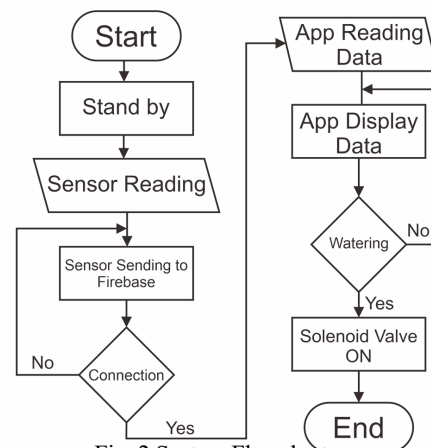 Start
Stand by
Sensor Reading
Sensor Sending to
Firebase
No
Connection
Yes
App Reading
Data
App Display
Data
Watering
No
Yes
Solenoid Valve
ON
End